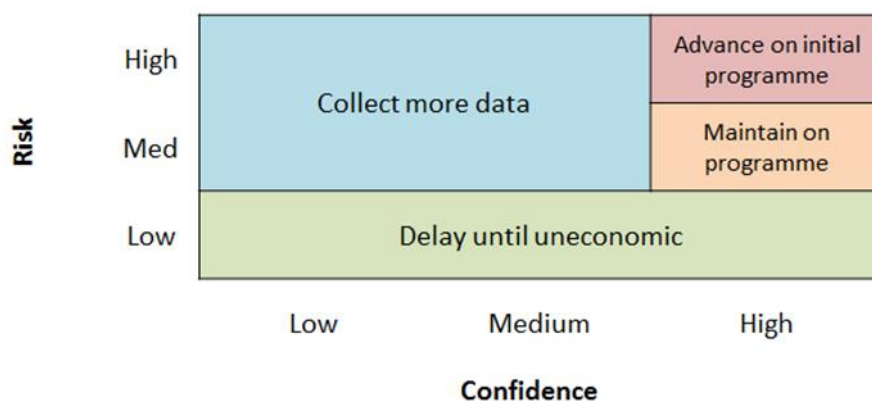 High
Advance on initial
programme
Collect more data
Risk
Med
Maintain on
programme
Low
Delay until uneconomic
Low
Medium
High
Confidence